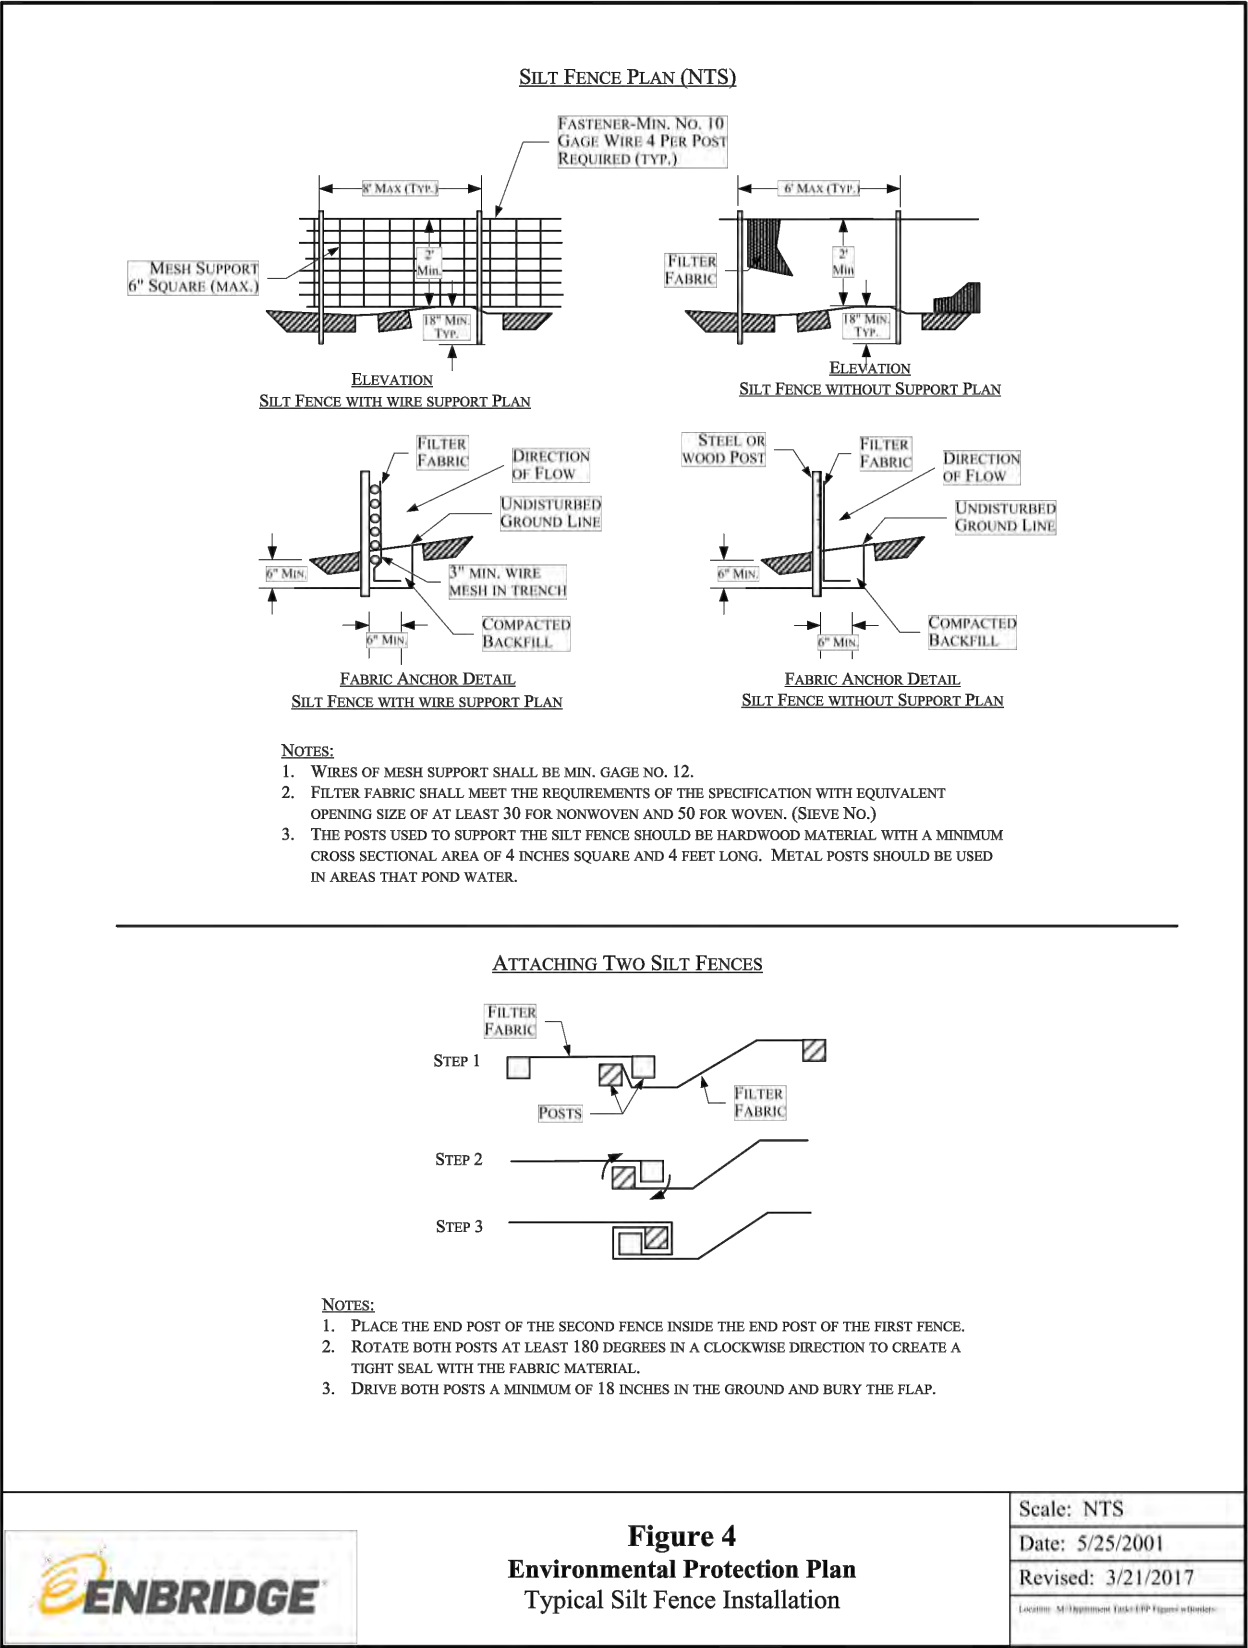 SILT FENCE PLAN (NTS)
FASTENER-MIN. NO. 10
GAGE WIRE 4 PER POST
REQUIRED (TYP.)
8' MAX (TYP.)
MESH SUPPORT
6" SQUARE (MAX.)
2'
MIN.
18" MIN.
TYP.
ELEVATION
SILT FENCE WITH WIRE SUPPORT PLAN
6' MAX (TYP.)
FILTER
FABRIC
2'
MIN
18" MIN.
TYP.
ELEVATION
SILT FENCE WITHOUT SUPPORT PLAN
FILTER
FABRIC
DIRECTION
OF FLOW
UNDISTURBED
GROUND LINE
6" MIN.
3" MIN. WIRE
MESH IN TRENCH
COMPACTED
BACKFILL
6" MIN.
FABRIC ANCHOR DETAIL
SILT FENCE WITH WIRE SUPPORT PLAN
STEEL OR
WOOD POST
FILTER
FABRIC
DIRECTION
OF FLOW
UNDISTURBED
GROUND LINE
6" MIN.
COMPACTED
BACKFILL
6" MIN.
FABRIC ANCHOR DETAIL
SILT FENCE WITHOUT SUPPORT PLAN
NOTES:
1. WIRES OF MESH SUPPORT SHALL BE MIN. GAGE NO. 12.
2. FILTER FABRIC SHALL MEET THE REQUIREMENTS OF THE SPECIFICATION WITH EQUIVALENT
OPENING SIZE OF AT LEAST 30 FOR NONWOVEN AND 50 FOR WOVEN. (SIEVE NO.)
3. THE POSTS USED TO SUPPORT THE SILT FENCE SHOULD BE HARDWOOD MATERIAL WITH A MINIMUM
CROSS SECTIONAL AREA OF 4 INCHES SQUARE AND 4 FEET LONG. METAL POSTS SHOULD BE USED
IN AREAS THAT POND WATER.
ATTACHING TWO SILT FENCES
FILTER
FABRIC
STEP 1
POSTS
FILTER
FABRIC
STEP 2
STEP 3
NOTES:
1. PLACE THE END POST OF THE SECOND FENCE INSIDE THE END POST OF THE FIRST FENCE.
2. ROTATE BOTH POSTS AT LEAST 180 DEGREES IN A CLOCKWISE DIRECTION TO CREATE A
TIGHT SEAL WITH THE FABRIC MATERIAL.
3. DRIVE BOTH POSTS A MINIMUM OF 18 INCHES IN THE GROUND AND BURY THE FLAP.
ENBRIDGE
Figure 4
Environmental Protection Plan
Typical Silt Fence Installation
Scale: NTS
Date: 5/25/2001
Revised: 3/21/2017
Location: